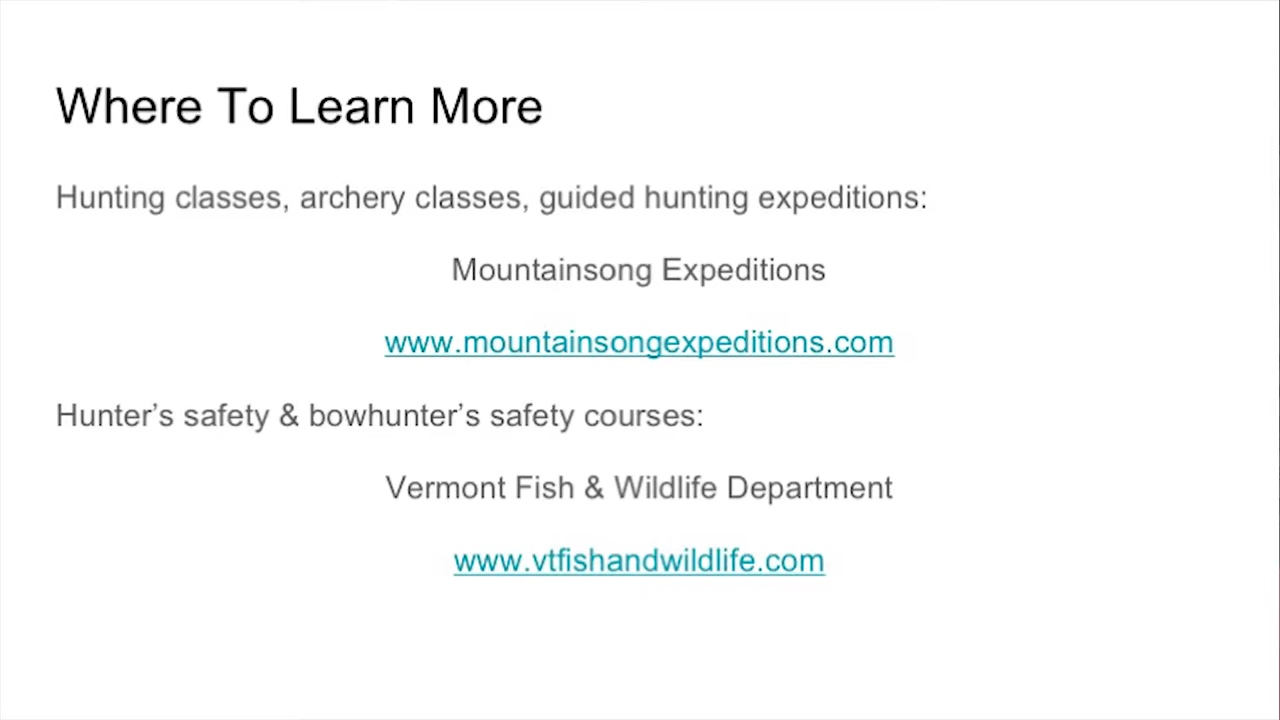 Where To Learn More
Hunting classes, archery classes, guided hunting expeditions:
Mountainsong Expeditions
www.mountainsongexpeditions.com
Hunter’s safety & bowhunter’s safety courses:
Vermont Fish & Wildlife Department
www.vtfishandwildlife.com